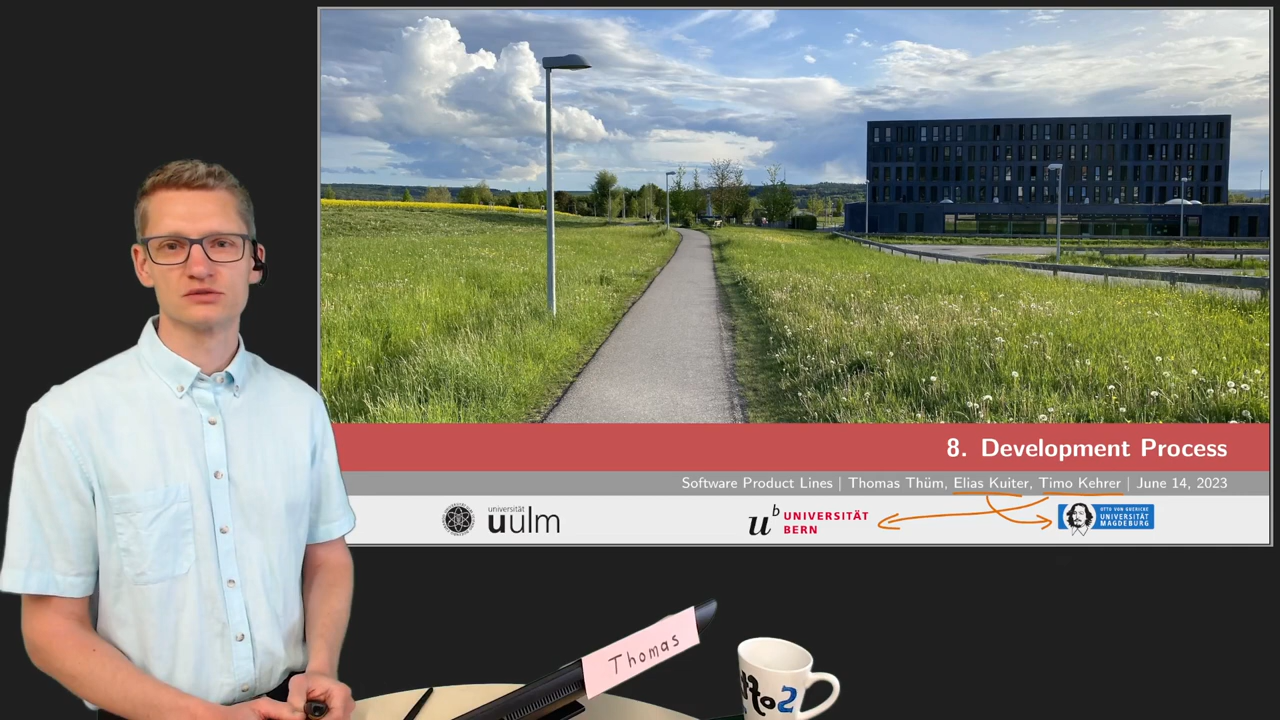 8. Development Process
Software Product Lines | Thomas Thüm, Elias Kuiter, Timo Kehrer | June 14, 2023
universität
uulm
u b UNIVERSITÄT
BERN
OTTO VON GUERICKE
UNIVERSITÄT
MAGDEBURG
Thomas